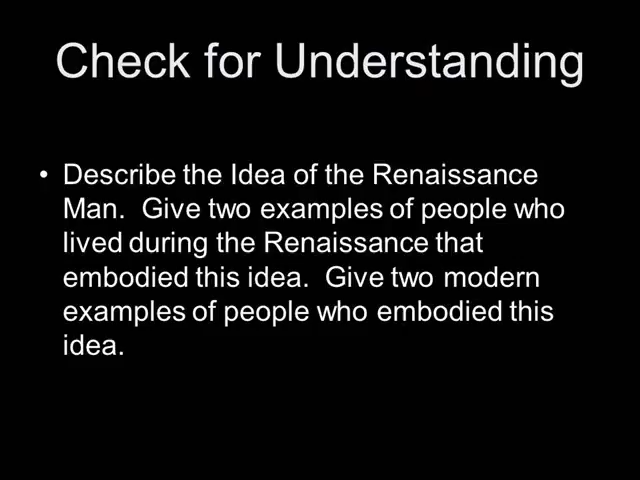 Check for Understanding
• Describe the Idea of the Renaissance
Man.  Give two examples of people who
lived during the Renaissance that
embodied this idea.  Give two modern
examples of people who embodied this
idea.